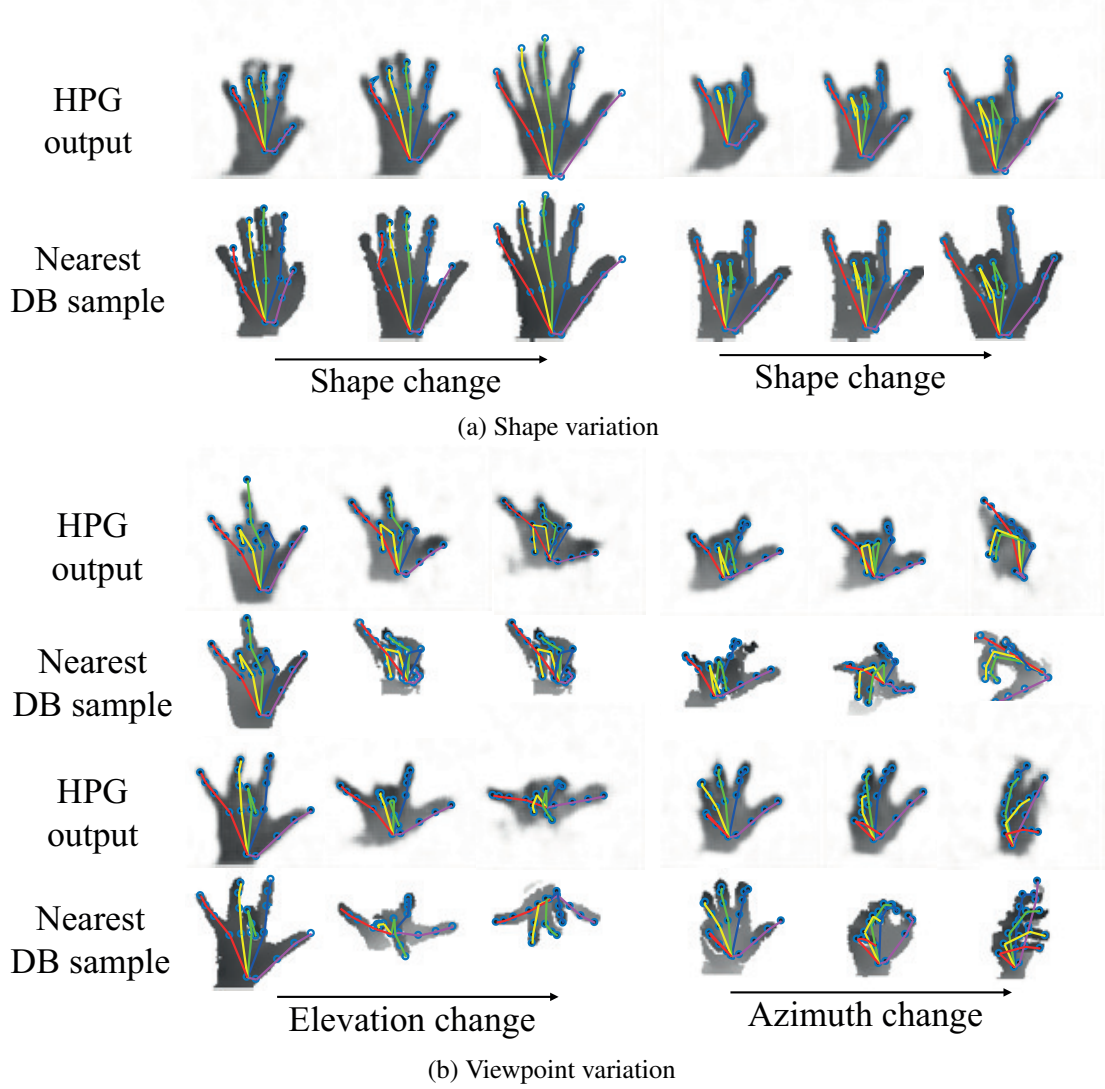 HPG
output
Nearest
DB sample
Shape change
Shape change
(a) Shape variation
HPG
output
Nearest
DB sample
HPG
output
Nearest
DB sample
Elevation change
Azimuth change
(b) Viewpoint variation